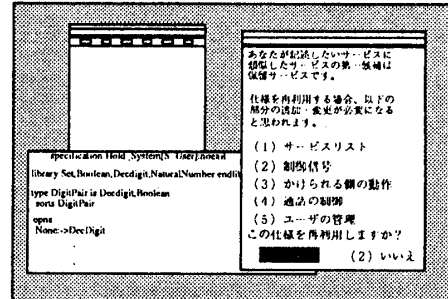 specification Hold_System[S_User]:noexit
library Set,Boolean,Decdigit,NaturalNumber endlib
type DigitPair is Decdigit,Boolean
sorts DigitPair
opns
None:->DecDigit
.
.
あなたが記述したいサービスに
類似したサービスの第一候補は
保留サービスです。
仕様を再利用する場合、以下の
部分の追加・変更が必要になる
と思われます。
(1) サービスリスト
(2) 制御信号
(3) かけられる側の動作
(4) 通話の制御
(5) ユーザの管理
この仕様を再利用しますか?
(2) いいえ